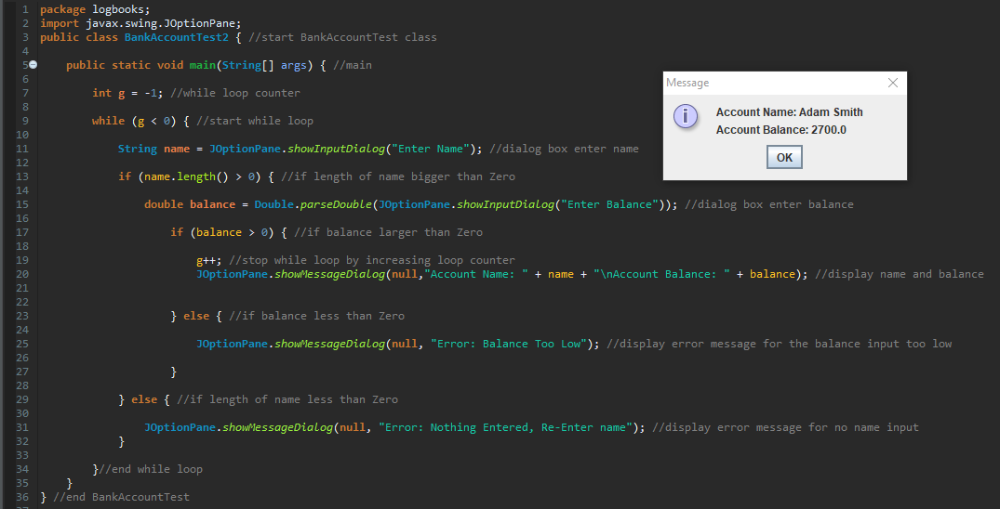 1 package logbooks;
2 import javax.swing.JOptionPane;
3 public class BankAccountTest2 { //start BankAccountTest class
4
5 public static void main(String[] args) { //main
6
7 int g = -1; //while loop counter
8
9 while (g < 0) { //start while loop
10
11 String name = JOptionPane.showInputDialog("Enter Name"); //dialog box enter name
12
13 if (name.length() > 0) { //if length of name bigger than Zero
14
15 double balance = Double.parseDouble(JOptionPane.showInputDialog("Enter Balance")); //dialog box enter balance
16
17 if (balance > 0) { //if balance larger than Zero
18
19 g++; //stop while loop by increasing loop counter
20 JOptionPane.showMessageDialog(null,"Account Name: " + name + "\nAccount Balance: " + balance); //display name and balance
21
22
23 } else { //if balance less than Zero
24
25 JOptionPane.showMessageDialog(null, "Error: Balance Too Low"); //display error message for the balance input too low
26
27 }
28
29 } else { //if length of name less than Zero
30
31 JOptionPane.showMessageDialog(null, "Error: Nothing Entered, Re-Enter name"); //display error message for no name input
32 }
33
34 }//end while loop
35 }
36 } //end BankAccountTest
Message
Account Name: Adam Smith
Account Balance: 2700.0
OK